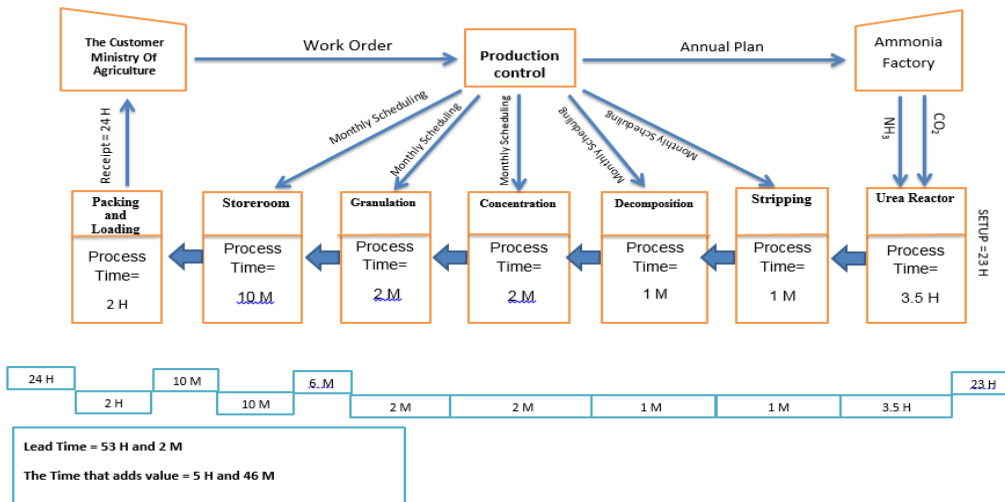 The Customer
Ministry Of
Agriculture
Work Order
Production
control
Annual Plan
Ammonia
Factory
Receipt = 24 H
Monthly Scheduling
Monthly Scheduling
Monthly Scheduling
Monthly Scheduling
Monthly Scheduling
NH₃
CO₂
Packing
and
Loading
Process
Time=
2 H
Storeroom
Process
Time=
10 M
Granulation
Process
Time=
2 M
Concentration
Process
Time=
2 M
Decomposition
Process
Time=
1 M
Stripping
Process
Time=
1 M
Urea Reactor
Process
Time=
3.5 H
SETUP =23 H
24 H
2 H
10 M
10 M
6 M
2 M
2 M
1 M
1 M
3.5 H
23 H
Lead Time = 53 H and 2 M
The Time that adds value = 5 H and 46 M